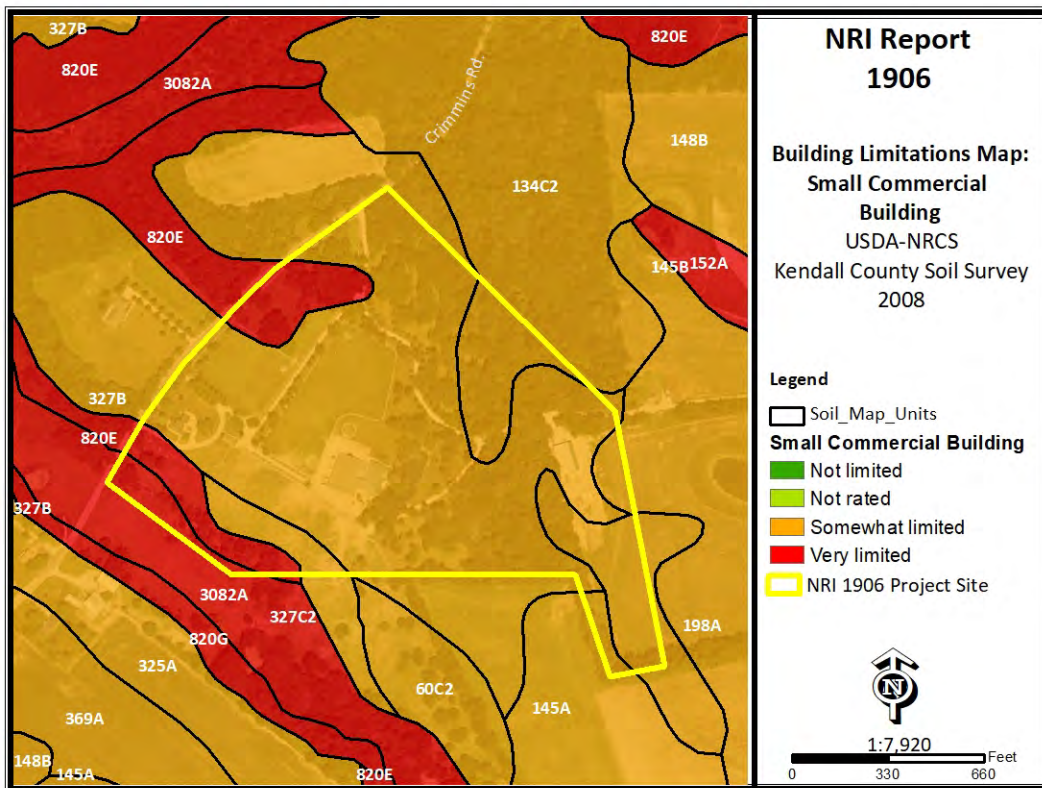 327B
820E
3082A
820E
Crimmins Rd.
148B
134C2
820E
145B
152A
327B
820E
327B
3082A
327C2
820G
198A
325A
60C2
145A
369A
148B
145A
820E
NRI Report
1906
Building Limitations Map:
Small Commercial
Building
USDA-NRCS
Kendall County Soil Survey
2008
Legend
Soil_Map_Units
Small Commercial Building
Not limited
Not rated
Somewhat limited
Very limited
NRI 1906 Project Site
N
1:7,920
Feet
0 330 660